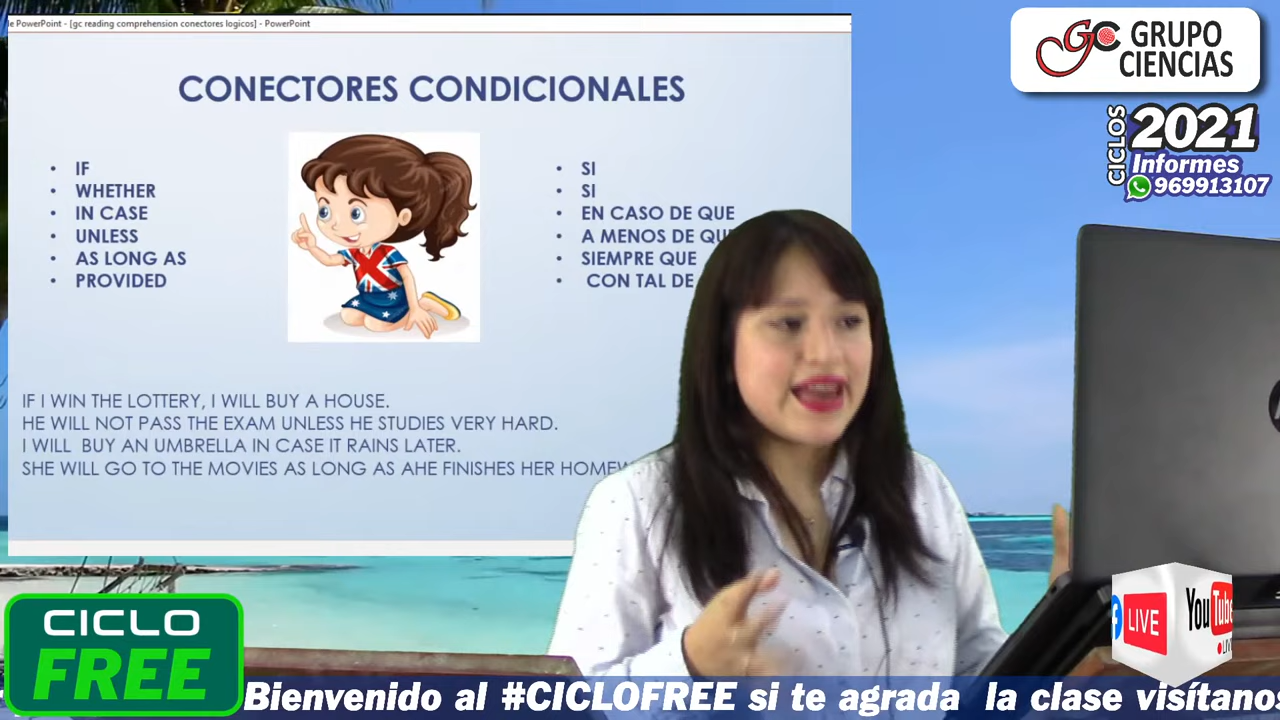 le PowerPoint - [gc reading comprehension conectores logicos] - PowerPoint
GC GRUPO CIENCIAS
CICLOS 2021
Informes
969913107
CONECTORES CONDICIONALES
• IF
• WHETHER
• IN CASE
• UNLESS
• AS LONG AS
• PROVIDED
• SI
• SI
• EN CASO DE QUE
• A MENOS DE QUE
• SIEMPRE QUE
• CON TAL DE
IF I WIN THE LOTTERY, I WILL BUY A HOUSE.
HE WILL NOT PASS THE EXAM UNLESS HE STUDIES VERY HARD.
I WILL BUY AN UMBRELLA IN CASE IT RAINS LATER.
SHE WILL GO TO THE MOVIES AS LONG AS AHE FINISHES HER
LIVE
YouTube
LIVE
CICLO
FREE
Bienvenido al #CICLOFREE si te agrada la clase visítanos